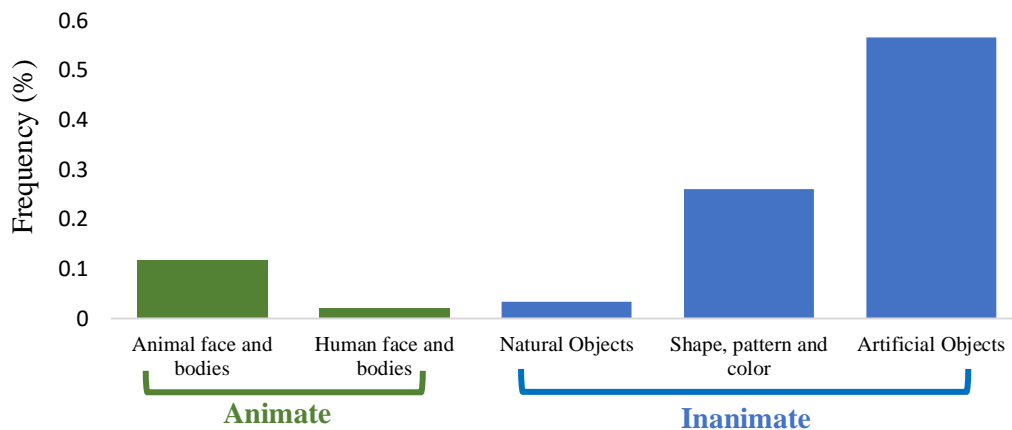 0.6
0.5
0.4
0.3
0.2
0.1
0
Frequency (%)
Animal face and
bodies
Human face and
bodies
Natural Objects
Shape, pattern and
color
Artificial Objects
Animate
Inanimate